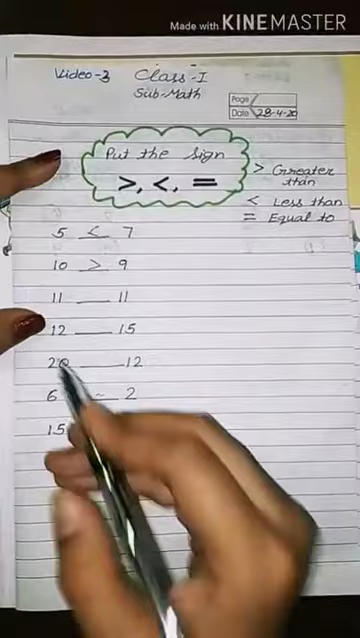 Made with KINEMASTER
Video-3 Class-I
Sub-Math
Page
Date 28-4-20
Put the sign
>, <, =
> Greater than
< Less than
= Equal to
5 < 7
10 > 9
11 __ 11
12 __ 15
20 __ 12
6 __ 2
15